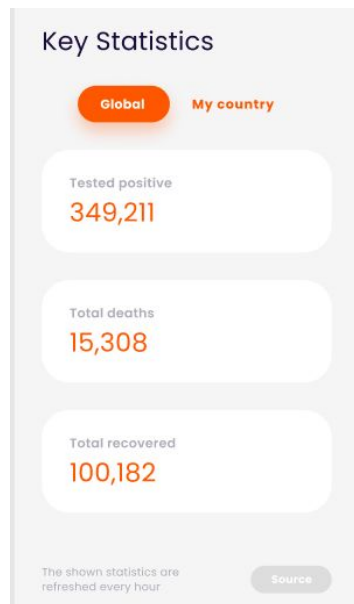 Key Statistics
Global My country
Tested positive
349,211
Total deaths
15,308
Total recovered
100,182
The shown statistics are
refreshed every hour
Source